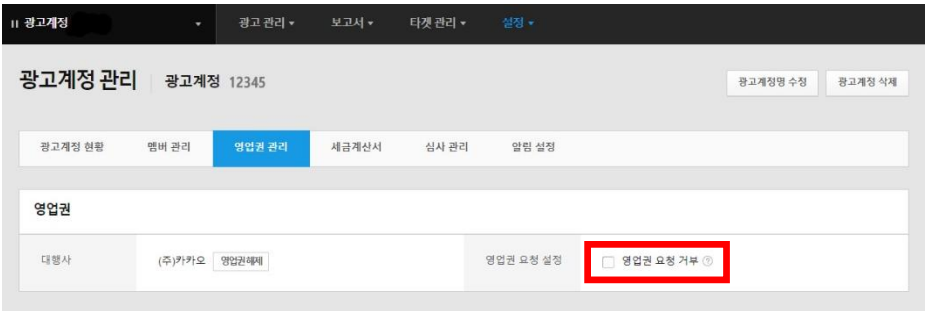 광고계정 광고 관리 보고서 타겟 관리 설정
광고계정 관리 광고계정 12345 광고계정명 수정 광고계정 삭제
광고계정 현황 멤버 관리 영업권 관리 세금계산서 심사 관리 알림 설정
영업권
대행사 (주)카카오 영업권해제 영업권 요청 설정 영업권 요청 거부 ?